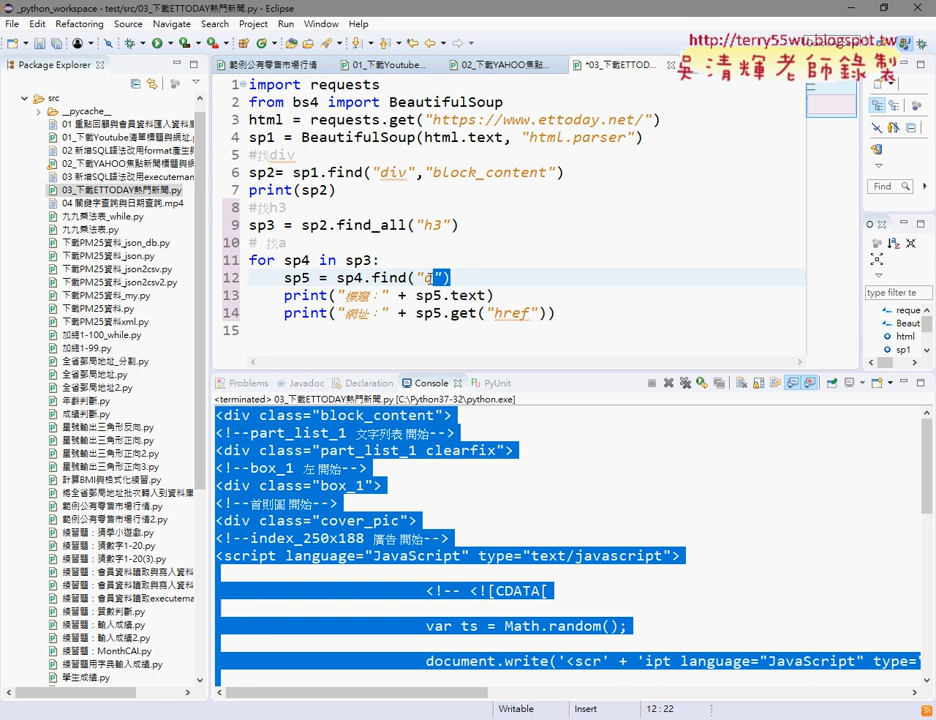 _python_workspace - test/src/03_下載ETTODAY熱門新聞.py - Eclipse
File Edit Refactoring Source Navigate Search Project Run Window Help
http://terry55wu.blogspot.tw
吳清輝老師錄製
Package Explorer
範例公有零售市場行情
01_下載Youtube...
02_下載YAHOO焦點...
*03_下載ETTOD...
src
__pycache__
01 重點回顧與會員資料匯入資料庫
01_下載Youtube清單標題與網址.
02 新增SQL語法改用format產生與
02_下載YAHOO焦點新聞標題與網
03 新增SQL語法改用executeman
03_下載ETTODAY熱門新聞.py
04 關鍵字查詢與日期查詢.mp4
九九乘法表_while.py
九九乘法表.py
下載PM25資料_json_db.py
下載PM25資料_json.py
下載PM25資料_json2csv.py
下載PM25資料_json2csv2.py
下載PM25資料_my.py
下載PM25資料.py
下載PM25資料xml.py
加總1-100_while.py
加總1-99.py
全省郵局地址_分割.py
全省郵局地址.py
全省郵局地址2.py
年齡判斷.py
成績判斷.py
星號輸出三角形反向.py
星號輸出三角形正向.py
星號輸出三角形正向2.py
星號輸出三角形正向3.py
計算BMI與格式化練習.py
將全省郵局地址批次轉入到資料庫
範例公有零售市場行情.py
範例公有零售市場行情2.py
練習題：猜拳小遊戲.py
練習題：猜數字1-20.py
練習題：猜數字1-20(3).py
練習題：會員資料讀取與寫入資料
練習題：會員資料讀取與寫入資料
練習題：會員資料讀取executeman
練習題：質數判斷.py
練習題：輸入成績.py
練習題：輸入成績2.py
練習題：MonthCAI.py
練習題用字典輸入成績.py
學生成績.py
1 import requests
2 from bs4 import BeautifulSoup
3 html = requests.get("https://www.ettoday.net/")
4 sp1 = BeautifulSoup(html.text, "html.parser")
5 #找div
6 sp2= sp1.find("div","block_content")
7 print(sp2)
8 #找h3
9 sp3 = sp2.find_all("h3")
10 # 找a
11 for sp4 in sp3:
12 sp5 = sp4.find("a")
13 print("標題：" + sp5.text)
14 print("網址：" + sp5.get("href"))
15
Find
type filter
reque
Beaut
html
sp1
Problems Javadoc Declaration Console PyUnit
<terminated> 03_下載ETTODAY熱門新聞.py [C:\Python37-32\python.exe]
<div class="block_content">
<!--part_list_1 文字列表 開始-->
<div class="part_list_1 clearfix">
<!--box_1 左 開始-->
<div class="box_1">
<!--首則圖 開始-->
<div class="cover_pic">
<!--index_250x188 廣告 開始-->
<script language="JavaScript" type="text/javascript">
<!-- <![CDATA[
var ts = Math.random();
document.write('<scr' + 'ipt language="JavaScript" type="
Writable Insert 12 : 22